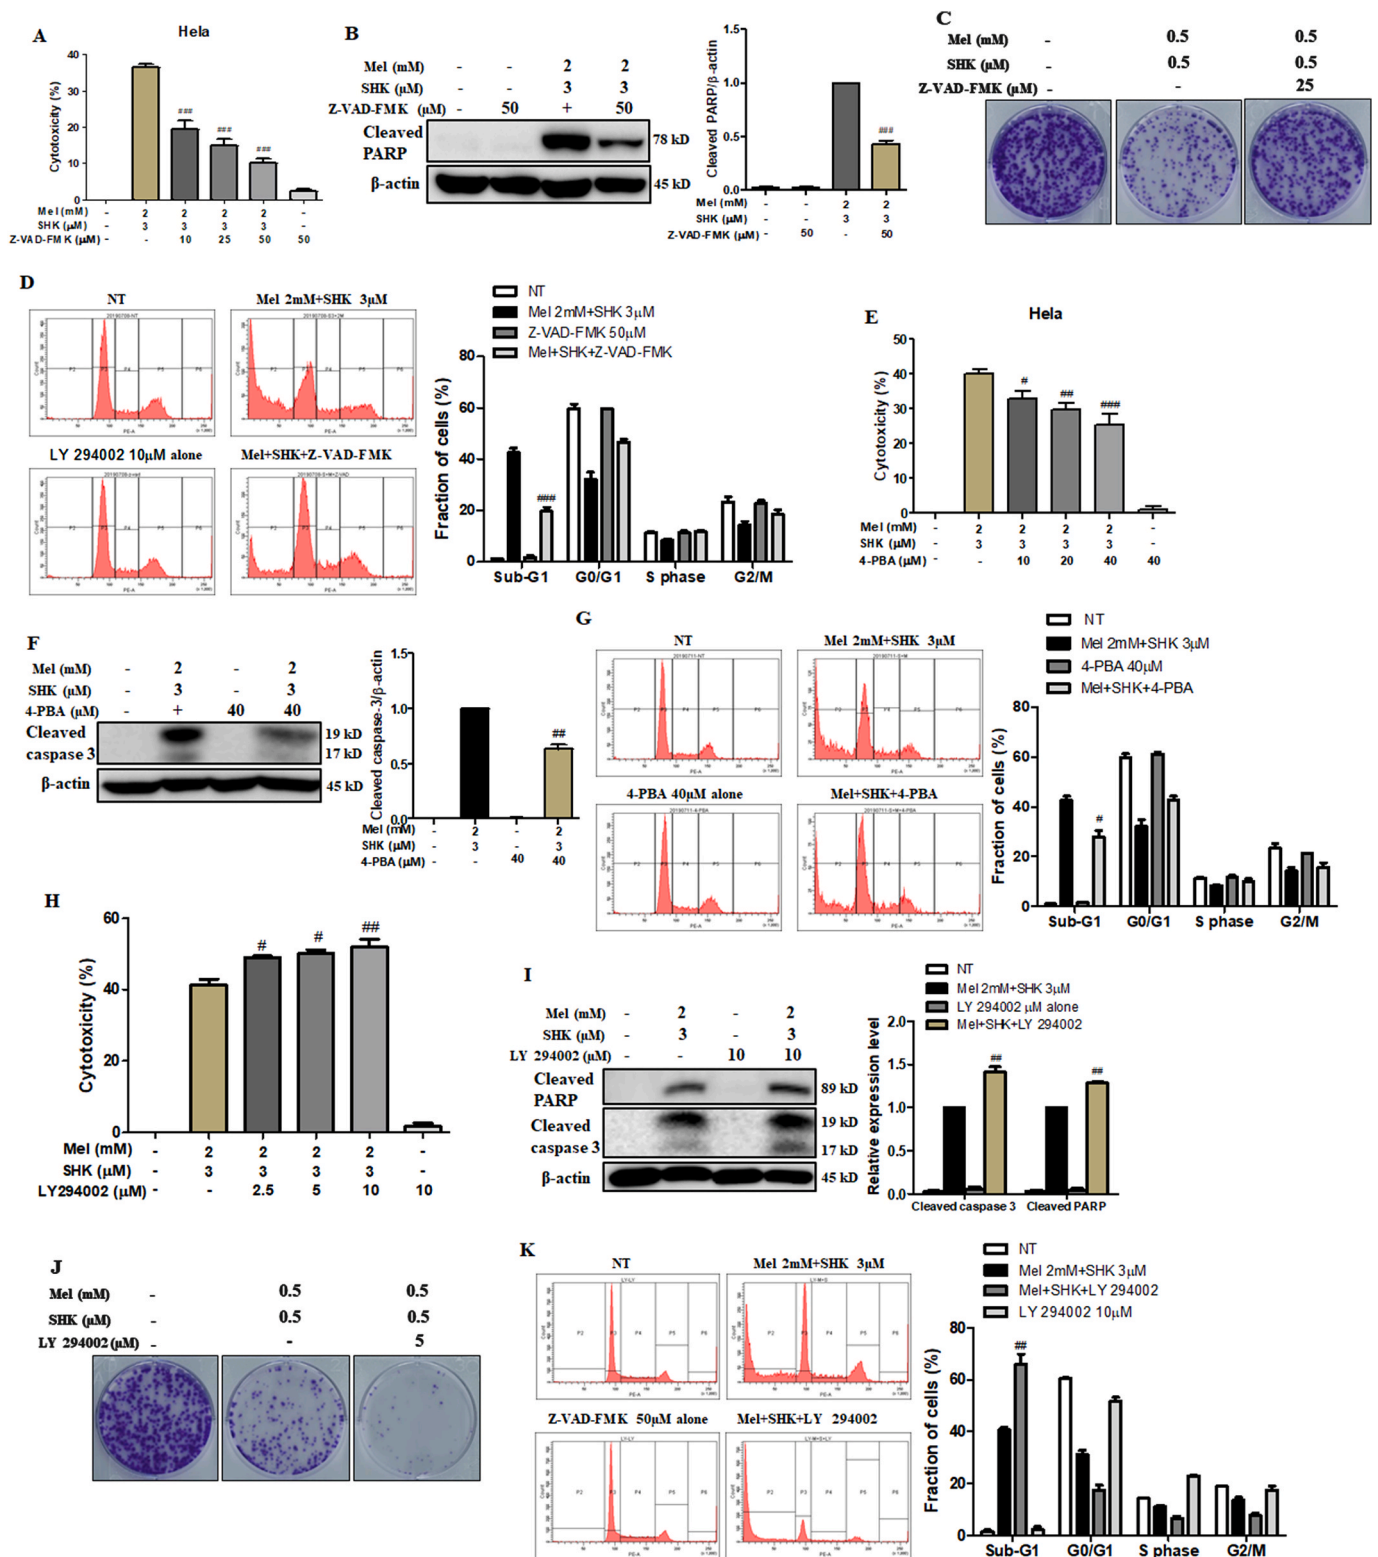 A
Hela
Cytotoxicity (%)
40
30
20
10
0
###
###
###
Mel (mM) - 2 2 2 2 -
SHK (μM) - 3 3 3 3 -
Z-VAD-FMK (μM) - - 10 25 50 50
B
Mel (mM) - - 2 2
SHK (μM) - - 3 3
Z-VAD-FMK (μM) - 50 + 50
Cleaved PARP
78 kD
β-actin
45 kD
Cleaved PARP/β-actin
1.5
1.0
0.5
0.0
###
Mel (mM) - - 2 2
SHK (μM) - - 3 3
Z-VAD-FMK (μM) - 50 - 50
C
Mel (mM) - 0.5 0.5
SHK (μM) - 0.5 0.5
Z-VAD-FMK (μM) - - 25
D
NT
Mel 2mM+SHK 3μM
LY 294002 10μM alone
Mel+SHK+Z-VAD-FMK
NT
Mel 2mM+SHK 3μM
Z-VAD-FMK 50μM
Mel+SHK+Z-VAD-FMK
Fraction of cells (%)
80
60
40
20
0
###
Sub-G1 G0/G1 S phase G2/M
E
Hela
Cytotoxicity (%)
50
40
30
20
10
0
#
##
###
Mel (mM) - 2 2 2 2 -
SHK (μM) - 3 3 3 3 -
4-PBA (μM) - - 10 20 40 40
F
Mel (mM) - 2 - 2
SHK (μM) - 3 - 3
4-PBA (μM) - + 40 40
Cleaved caspase 3
19 kD
17 kD
β-actin
45 kD
Cleaved caspase-3/β-actin
1.5
1.0
0.5
0.0
##
Mel (mM) - 2 - 2
SHK (μM) - 3 - 3
4-PBA (μM) - - 40 40
G
NT
Mel 2mM+SHK 3μM
4-PBA 40μM alone
Mel+SHK+4-PBA
NT
Mel 2mM+SHK 3μM
4-PBA 40μM
Mel+SHK+4-PBA
Fraction of cells (%)
80
60
40
20
0
#
Sub-G1 G0/G1 S phase G2/M
H
Cytotoxicity (%)
60
40
20
0
#
#
##
Mel (mM) - 2 2 2 2 -
SHK (μM) - 3 3 3 3 -
LY294002 (μM) - - 2.5 5 10 10
I
Mel (mM) - 2 - 2
SHK (μM) - 3 - 3
LY 294002 (μM) - - 10 10
Cleaved PARP
89 kD
Cleaved caspase 3
19 kD
17 kD
β-actin
45 kD
NT
Mel 2mM+SHK 3μM
LY 294002 μM alone
Mel+SHK+LY 294002
Relative expression level
2.0
1.5
1.0
0.5
0.0
##
##
Cleaved caspase 3 Cleaved PARP
J
Mel (mM) - 0.5 0.5
SHK (μM) - 0.5 0.5
LY 294002 (μM) - - 5
K
NT
Mel 2mM+SHK 3μM
Z-VAD-FMK 50μM alone
Mel+SHK+LY 294002
NT
Mel 2mM+SHK 3μM
Mel+SHK+LY 294002
LY 294002 10μM
Fraction of cells (%)
80
60
40
20
0
##
Sub-G1 G0/G1 S phase G2/M